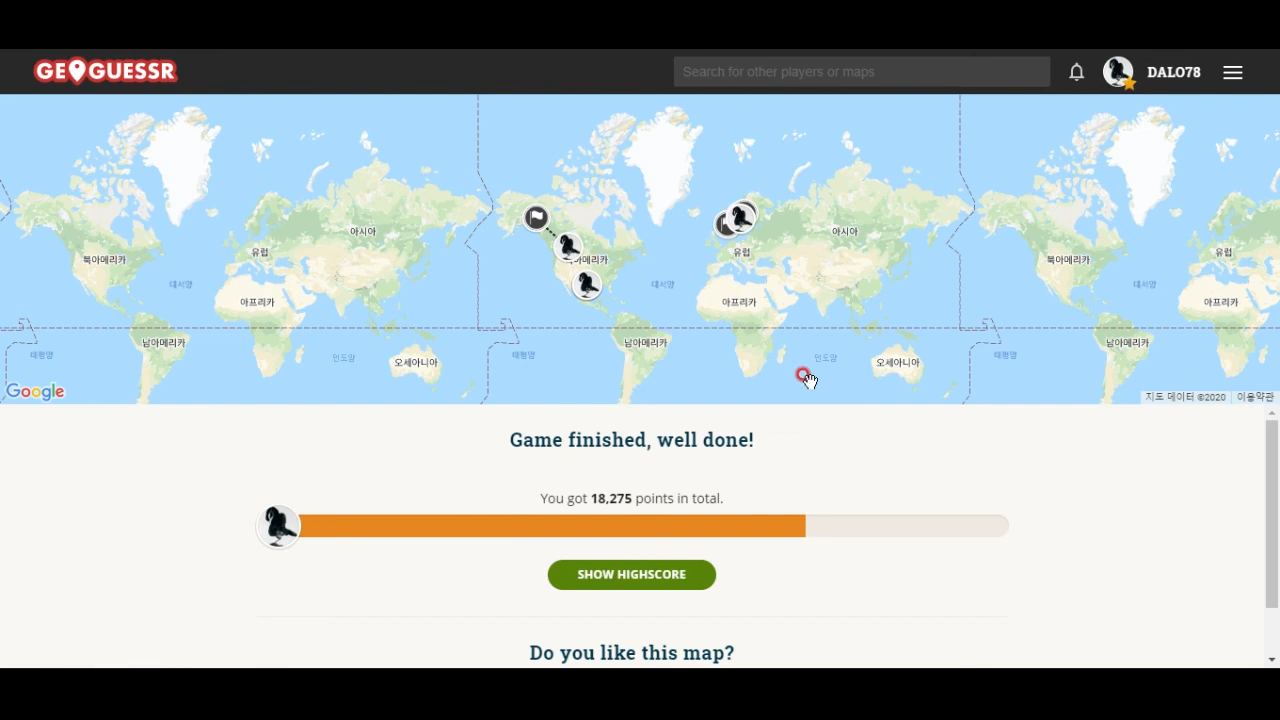 GEOGUESSR
Search for other players or maps
DALO78
아시아 아시아
북아메리카 유럽 북아메리카 유럽 북아메리카 유럽
대서양 대서양 대서양
아프리카 아프리카 아프리카
남아메리카 남아메리카 남아메리카
태평양 인도양 오세아니아 태평양 인도양 오세아니아 태평양
Google
지도 데이터 ©2020 이용약관
Game finished, well done!
You got 18,275 points in total.
SHOW HIGHSCORE
Do you like this map?